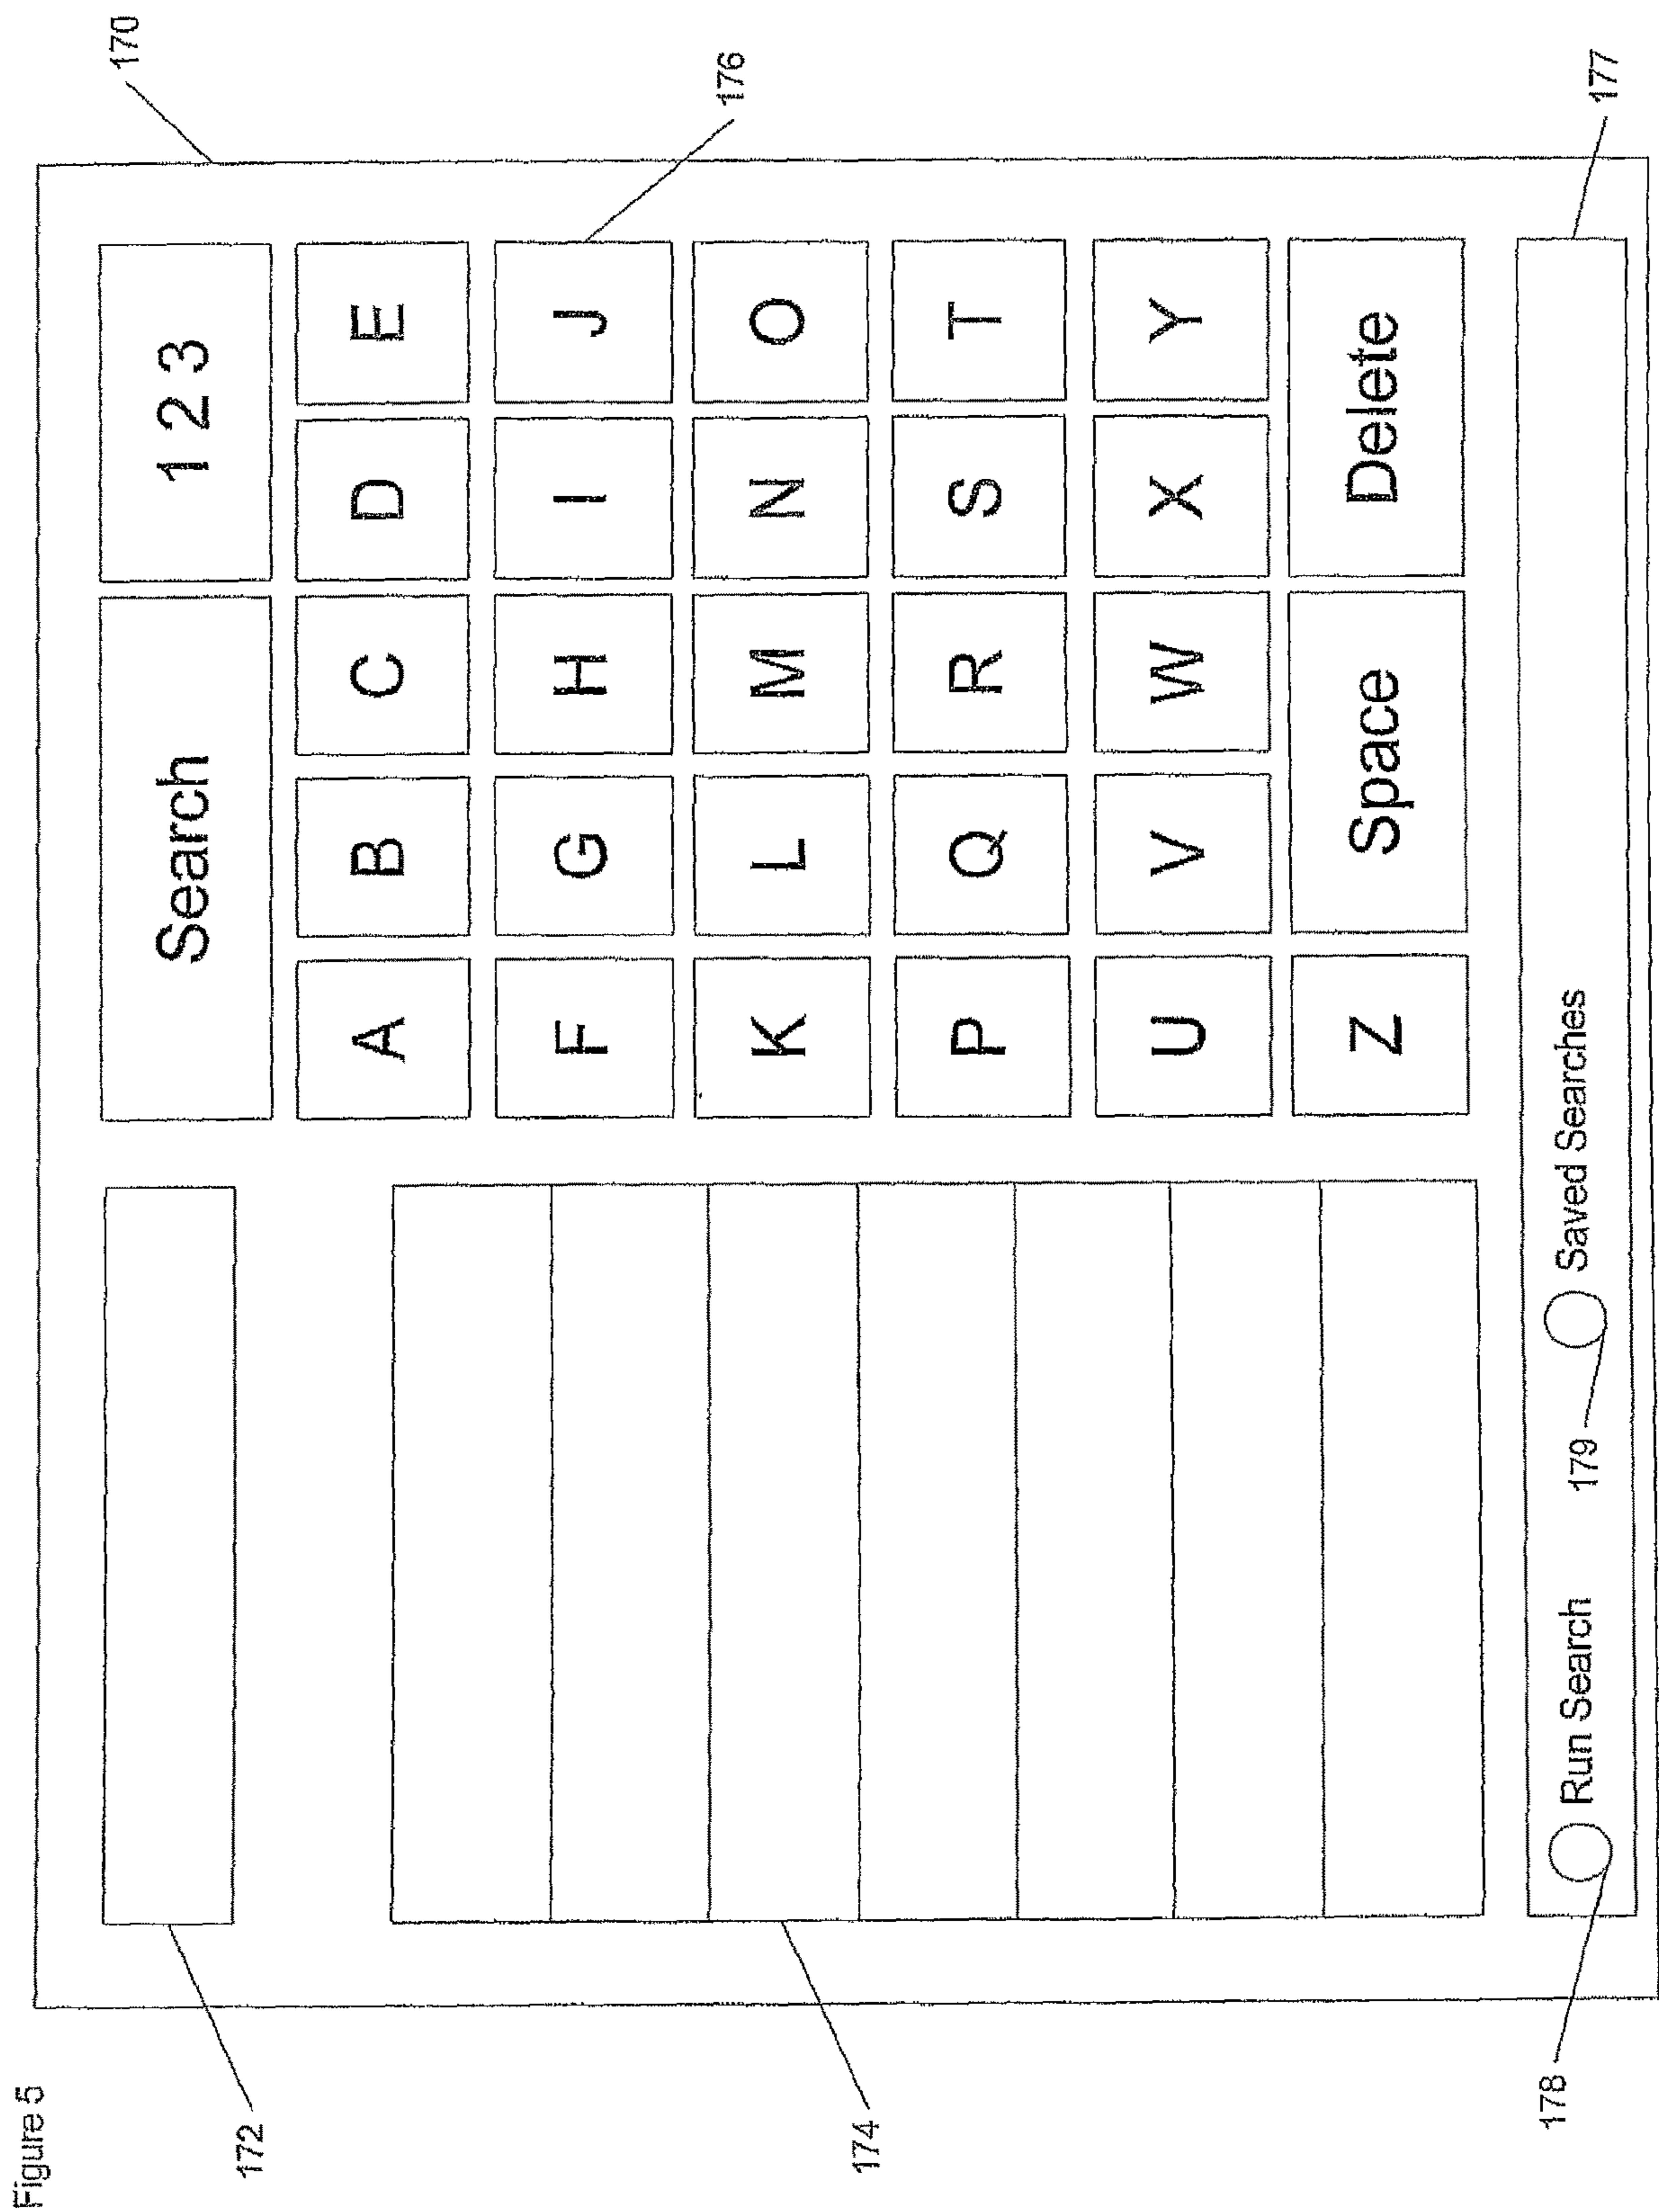 Figure 5
170
172
Search
1 2 3
A B C D E
176
F G H I J
174
K L M N O
P Q R S T
U V W X Y
Z Space Delete
177
178
Run Search
179
Saved Searches